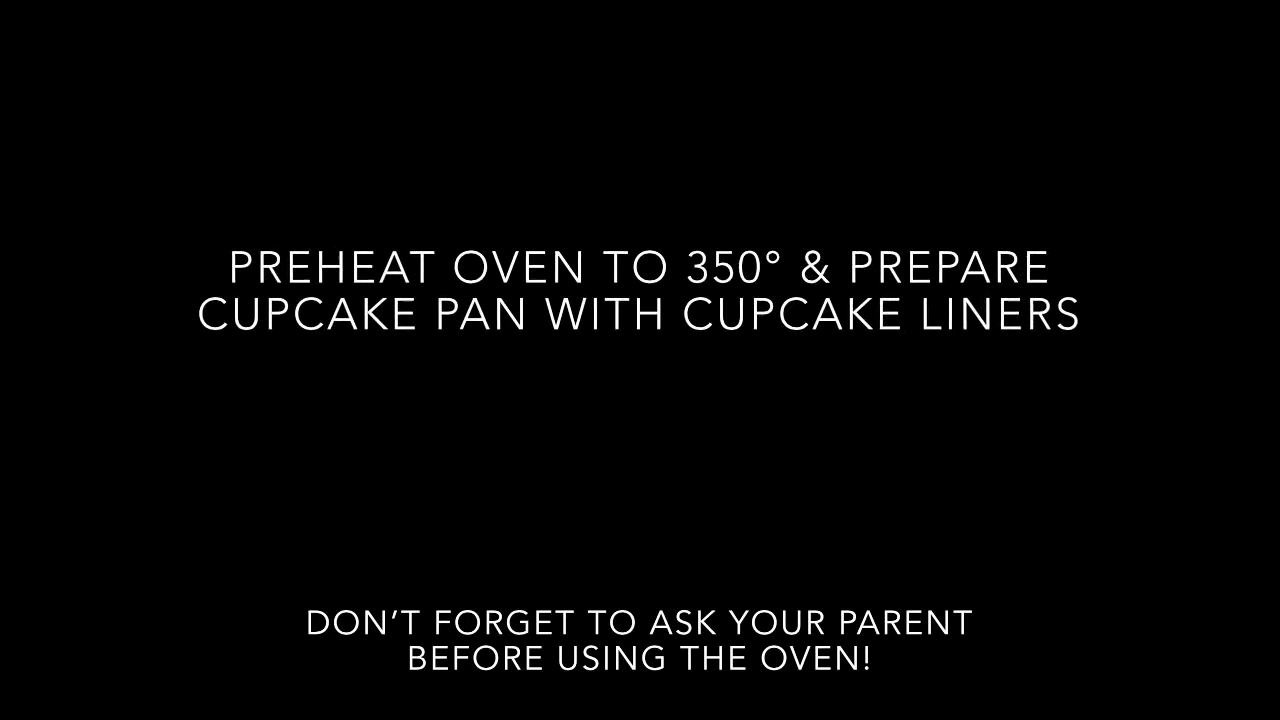 PREHEAT OVEN TO 350° & PREPARE
CUPCAKE PAN WITH CUPCAKE LINERS
DON’T FORGET TO ASK YOUR PARENT
BEFORE USING THE OVEN!